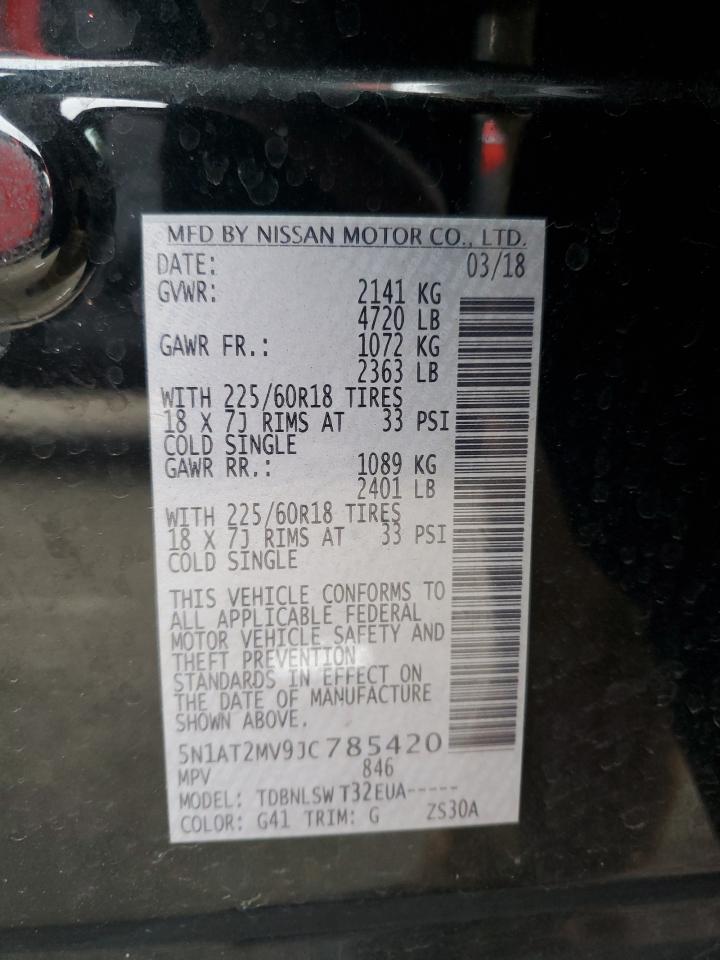 MFD BY NISSAN MOTOR CO., LTD.
DATE: 03/18
GVWR: 2141 KG
4720 LB
GAWR FR.: 1072 KG
2363 LB
WITH 225/60R18 TIRES
18 X 7J RIMS AT 33 PSI
COLD SINGLE
GAWR RR.: 1089 KG
2401 LB
WITH 225/60R18 TIRES
18 X 7J RIMS AT 33 PSI
COLD SINGLE
THIS VEHICLE CONFORMS TO
ALL APPLICABLE FEDERAL
MOTOR VEHICLE SAFETY AND
THEFT PREVENTION
STANDARDS IN EFFECT ON
THE DATE OF MANUFACTURE
SHOWN ABOVE.
5N1AT2MV9JC785420
MPV 846
MODEL: TDBNLSW T32EUA-----
COLOR: G41 TRIM: G ZS30A